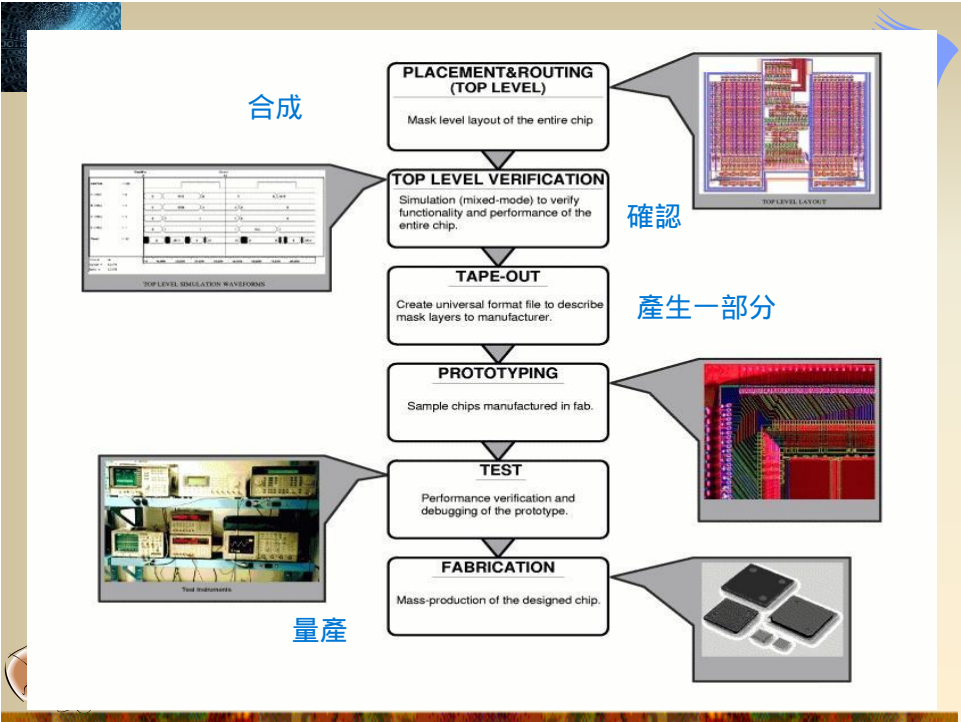 PLACEMENT&ROUTING
(TOP LEVEL)
Mask level layout of the entire chip
合成
TOP LEVEL LAYOUT
TOP LEVEL VERIFICATION
Simulation (mixed-mode) to verify
functionality and performance of the
entire chip.
確認
TOP LEVEL SIMULATION WAVEFORMS
TAPE-OUT
Create universal format file to describe
mask layers to manufacturer.
產生一部分
PROTOTYPING
Sample chips manufactured in fab.
TEST
Performance verification and
debugging of the prototype.
Test Instruments
FABRICATION
Mass-production of the designed chip.
量產